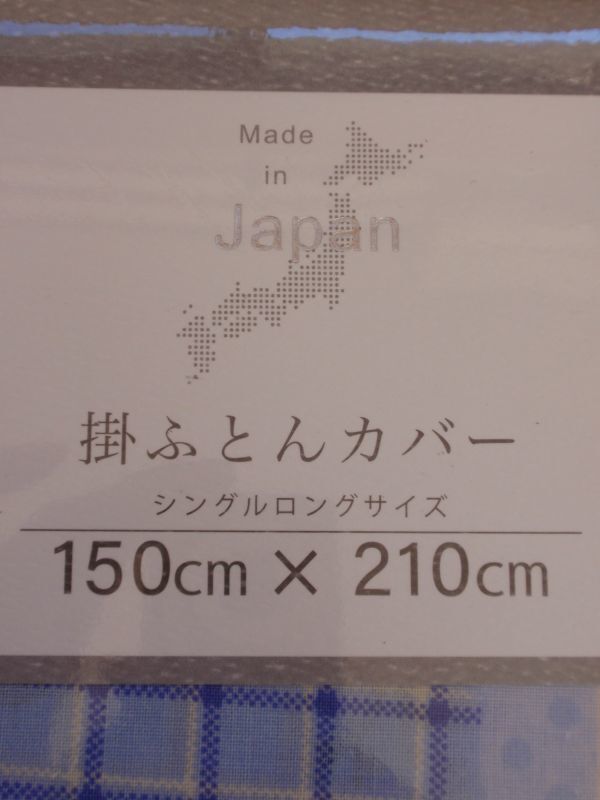 Made
in
Japan
掛ふとんカバー
シングルロングサイズ
150cm × 210cm